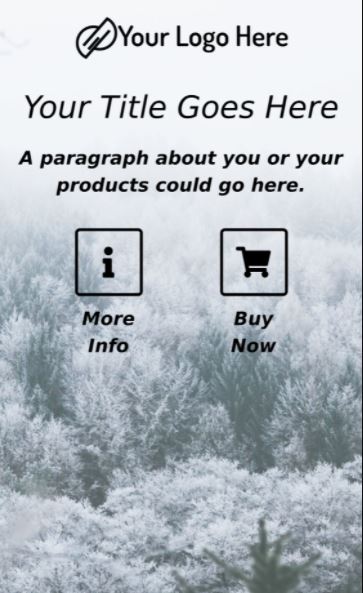 Your Logo Here
Your Title Goes Here
A paragraph about you or your
products could go here.
More
Info
Buy
Now